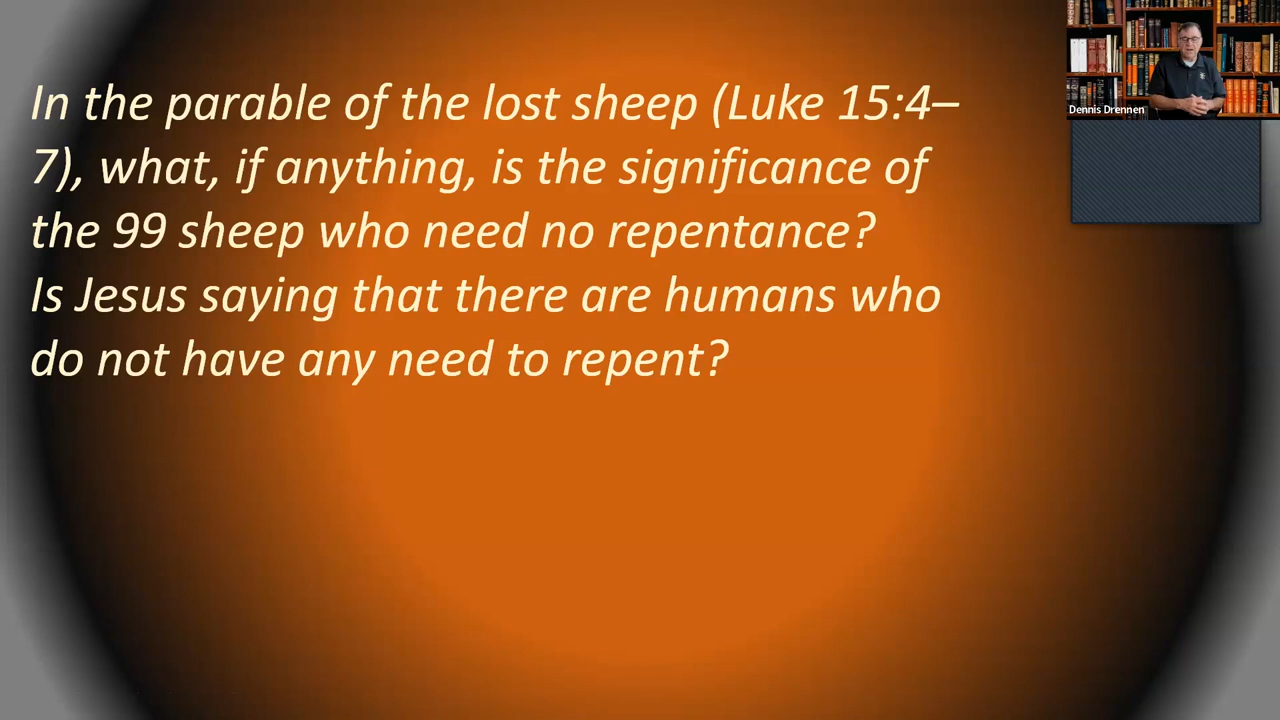 In the parable of the lost sheep (Luke 15:4–
7), what, if anything, is the significance of
the 99 sheep who need no repentance?
Is Jesus saying that there are humans who
do not have any need to repent?
Dennis Drennen